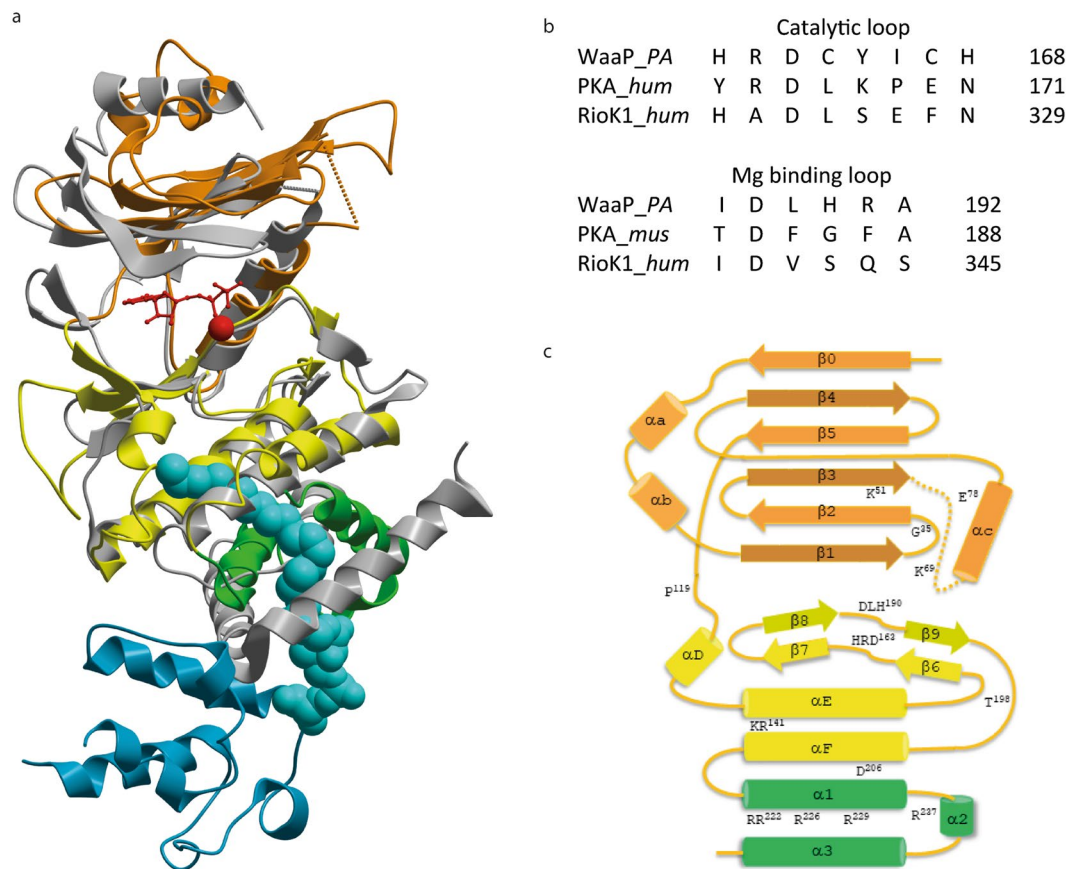 a
b
Catalytic loop
WaaP_PA H R D C Y I C H 168
PKA_hum Y R D L K P E N 171
RioK1_hum H A D L S E F N 329
Mg binding loop
WaaP_PA I D L H R A 192
PKA_mus T D F G F A 188
RioK1_hum I D V S Q S 345
c
β0
β4
αa
β5
β3
K51
E78
αb
β2
αc
G35
β1
K69
P119
DLH190
β8
β9
HRD163
αD
β7
β6
αE
T198
KR141
αF
D206
α1
RR222 R226 R229 R237
α2
α3